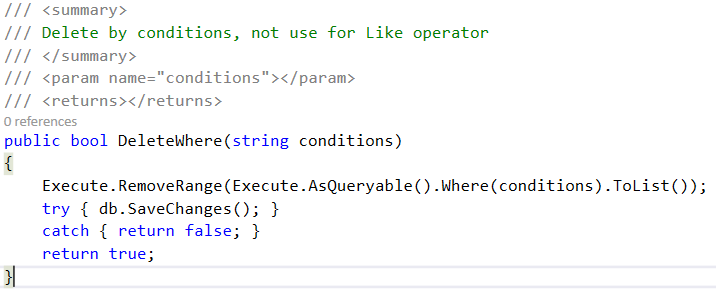 /// <summary>
/// Delete by conditions, not use for Like operator
/// </summary>
/// <param name="conditions"></param>
/// <returns></returns>
0 references
public bool DeleteWhere(string conditions)
{
    Execute.RemoveRange(Execute.AsQueryable().Where(conditions).ToList());
    try { db.SaveChanges(); }
    catch { return false; }
    return true;
}